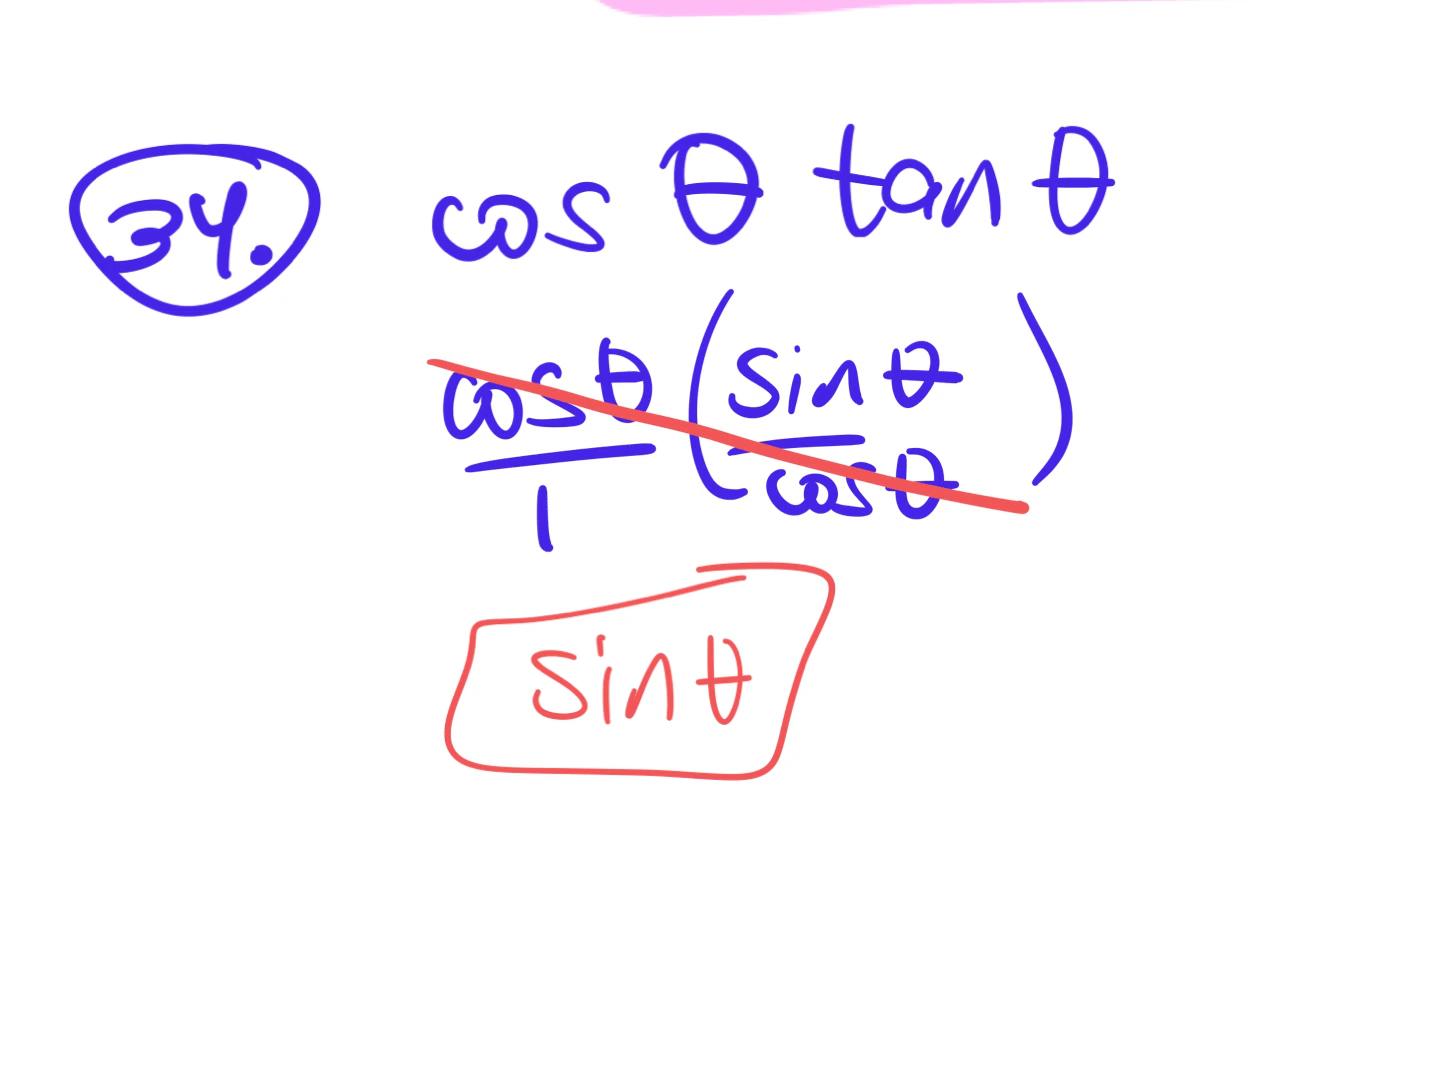 34. cos θ tan θ
cos θ / 1 ( sin θ / cos θ )
sin θ